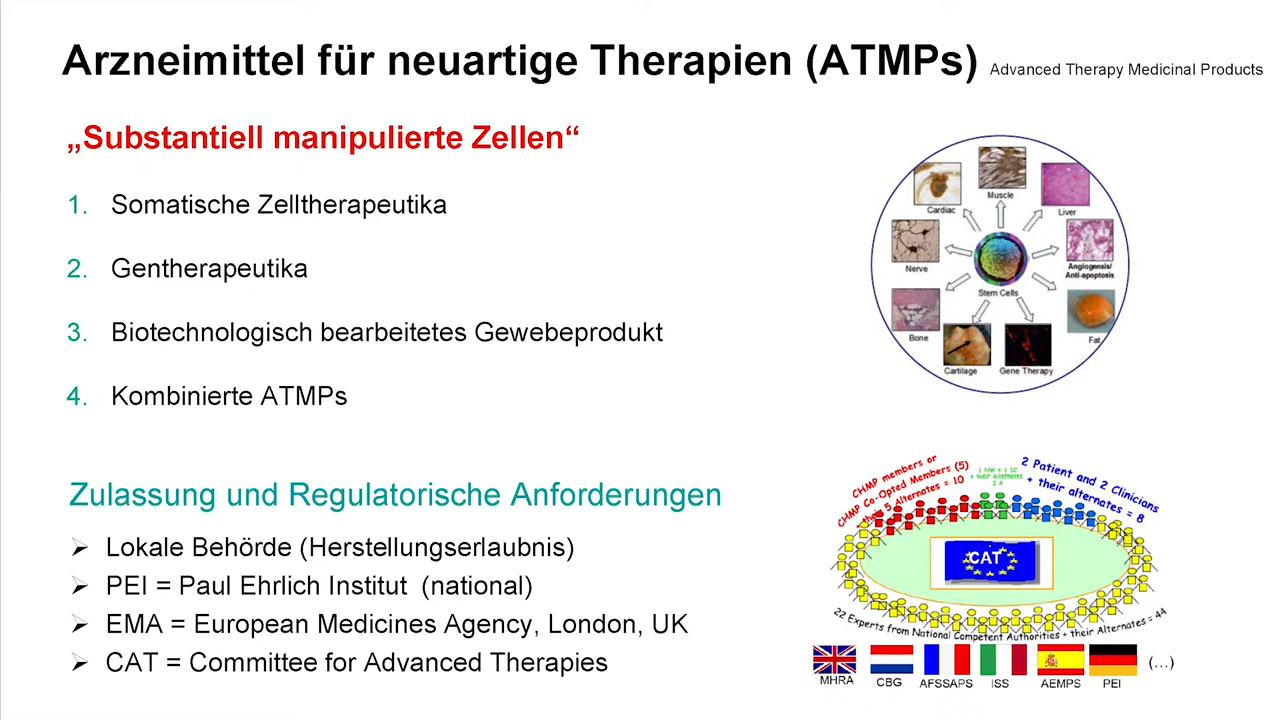 Arzneimittel für neuartige Therapien (ATMPs) Advanced Therapy Medicinal Products
„Substantiell manipulierte Zellen“
1. Somatische Zelltherapeutika
2. Gentherapeutika
3. Biotechnologisch bearbeitetes Gewebeprodukt
4. Kombinierte ATMPs
Muscle
Cardiac
Liver
Nerve
Angiogensis/
Anti-apoptosis
Stem Cells
Bone
Fat
Cartilage
Gene Therapy
Zulassung und Regulatorische Anforderungen
➢ Lokale Behörde (Herstellungserlaubnis)
➢ PEI = Paul Ehrlich Institut (national)
➢ EMA = European Medicines Agency, London, UK
➢ CAT = Committee for Advanced Therapies
CHMP members or
CHMP Co-Opted Members (5)
+ their 5 Alternates = 10
+ their alternates
2 Patient and 2 Clinicians
+ their alternates = 8
CAT
22 Experts from National Competent Authorities + their Alternates = 44
MHRA
CBG
AFSSAPS
ISS
AEMPS
PEI
(...)